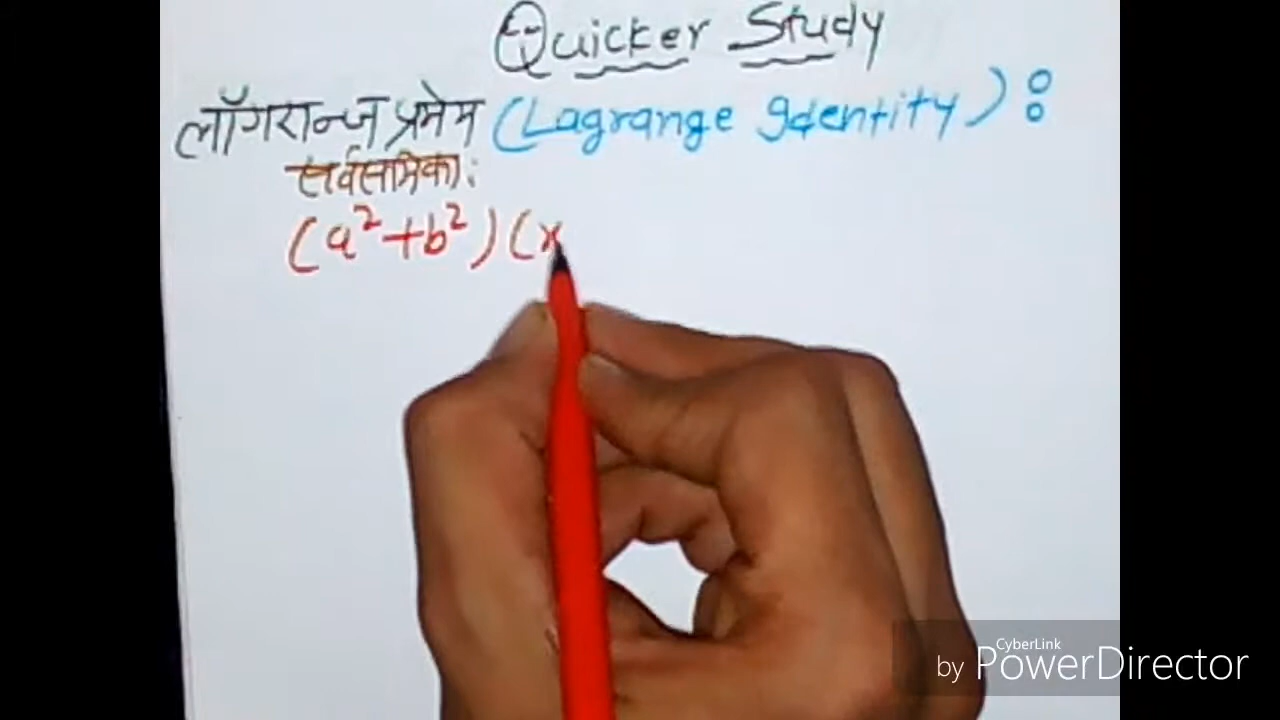 Quicker Study
लॉगरान्ज प्रमेम (Lagrange Identity) :
सर्वसमिका:
(a²+b²)(x
CyberLink
by PowerDirector